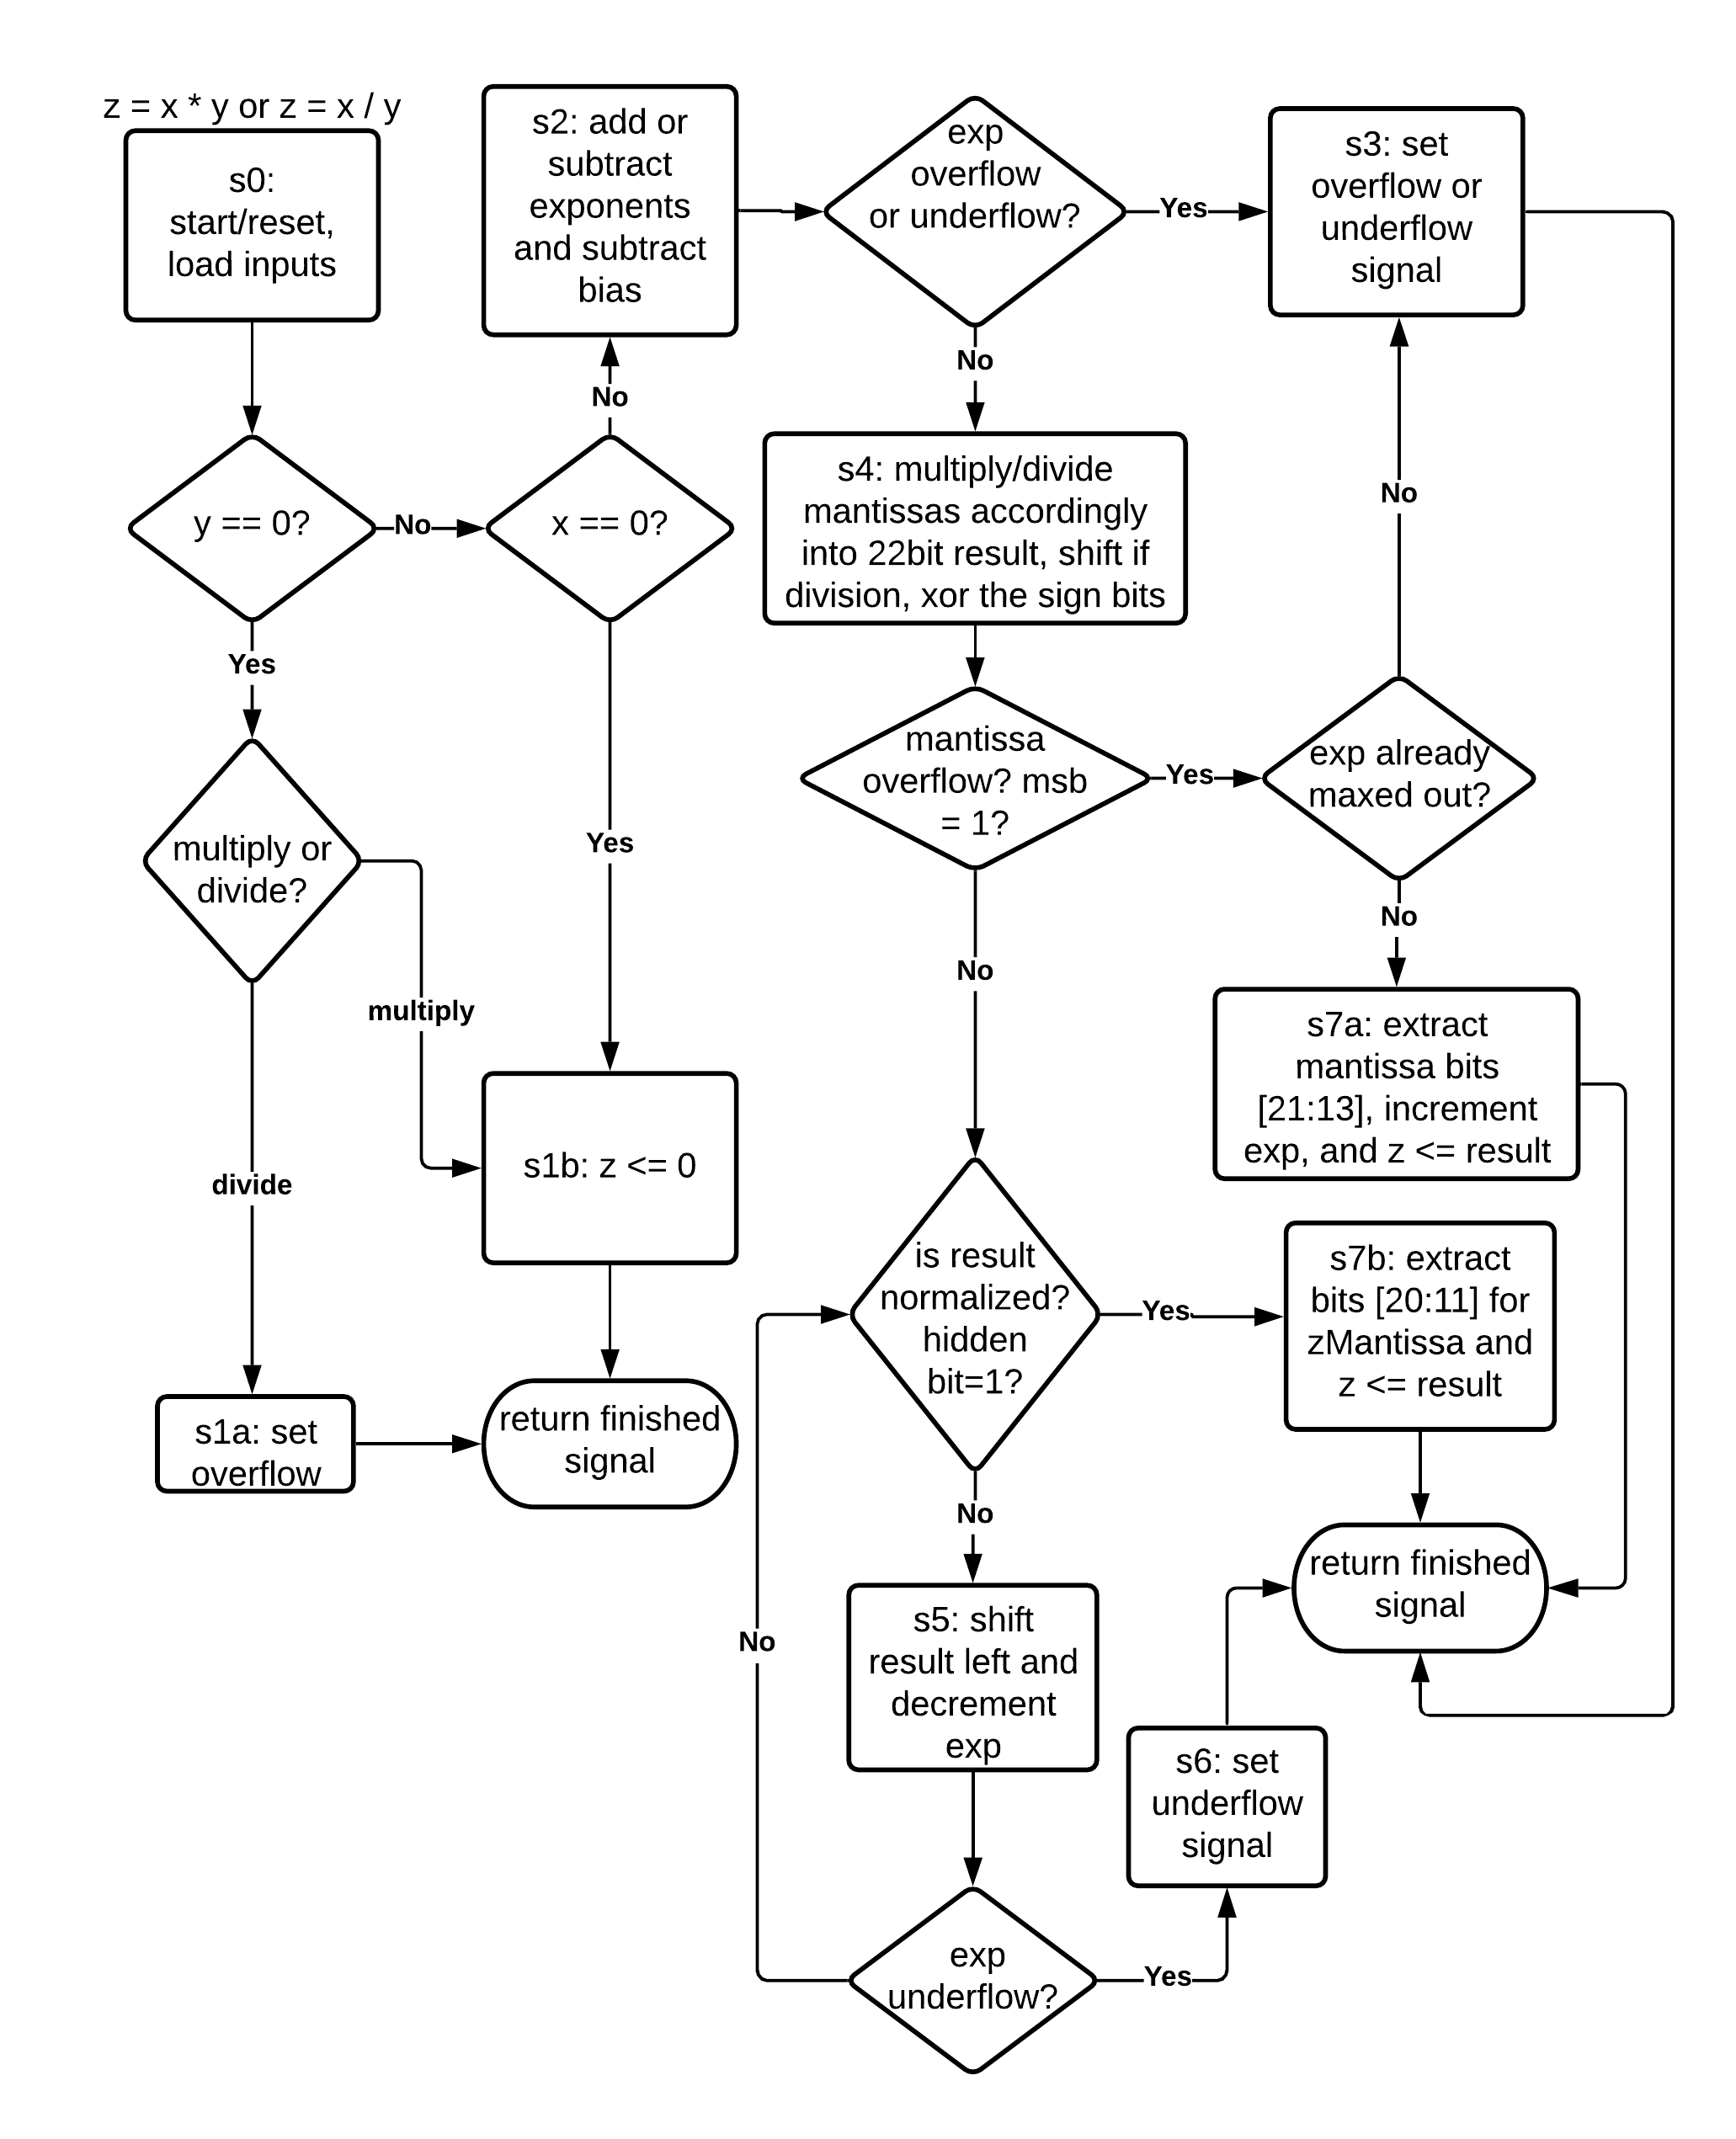 z = x * y or z = x / y
s0:
start/reset,
load inputs
y == 0?
No
Yes
multiply or
divide?
multiply
divide
s1a: set
overflow
s2: add or
subtract
exponents
and subtract
bias
No
x == 0?
Yes
s1b: z <= 0
return finished
signal
exp
overflow
or underflow?
Yes
No
s3: set
overflow or
underflow
signal
s4: multiply/divide
mantissas accordingly
into 22bit result, shift if
division, xor the sign bits
mantissa
overflow? msb
= 1?
Yes
No
No
exp already
maxed out?
No
s7a: extract
mantissa bits
[21:13], increment
exp, and z <= result
is result
normalized?
hidden
bit=1?
Yes
No
s7b: extract
bits [20:11] for
zMantissa and
z <= result
return finished
signal
s5: shift
result left and
decrement
exp
No
s6: set
underflow
signal
exp
underflow?
Yes